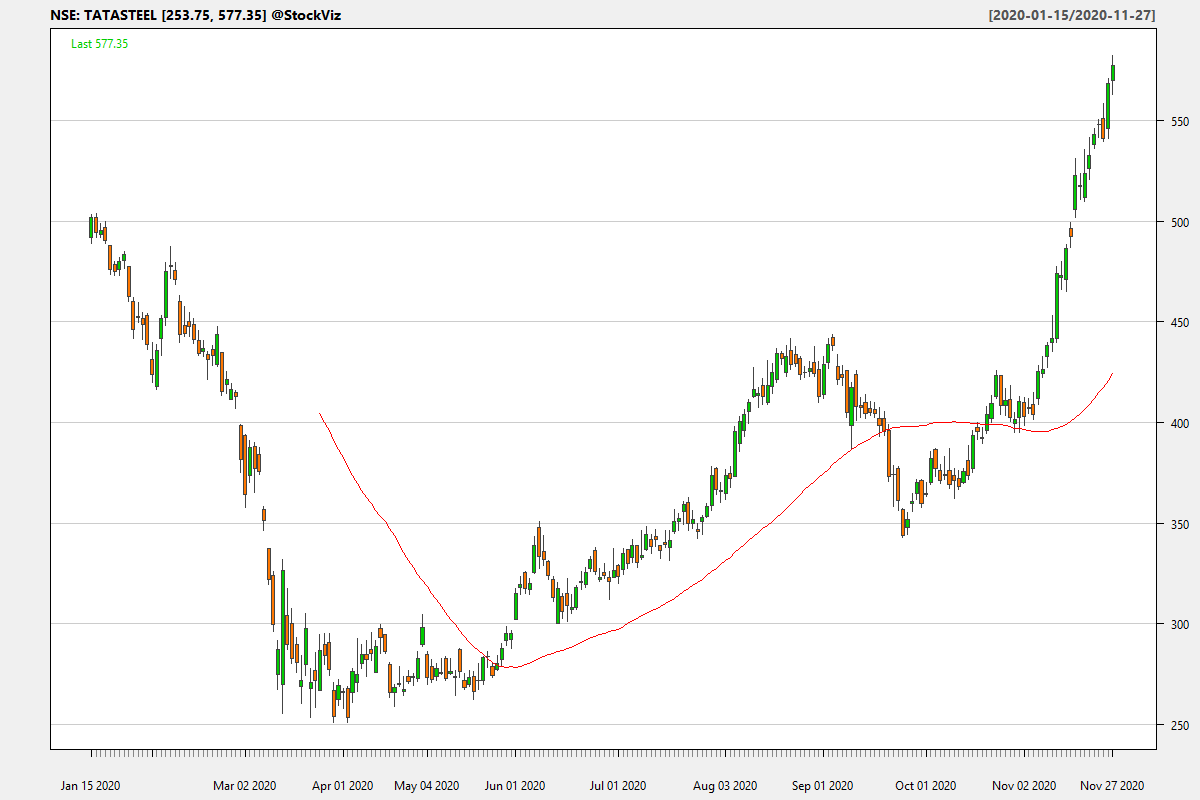 NSE: TATASTEEL [253.75, 577.35] @StockViz [2020-01-15/2020-11-27]
Last 577.35
550
500
450
400
350
300
250
Jan 15 2020 Mar 02 2020 Apr 01 2020 May 04 2020 Jun 01 2020 Jul 01 2020 Aug 03 2020 Sep 01 2020 Oct 01 2020 Nov 02 2020 Nov 27 2020